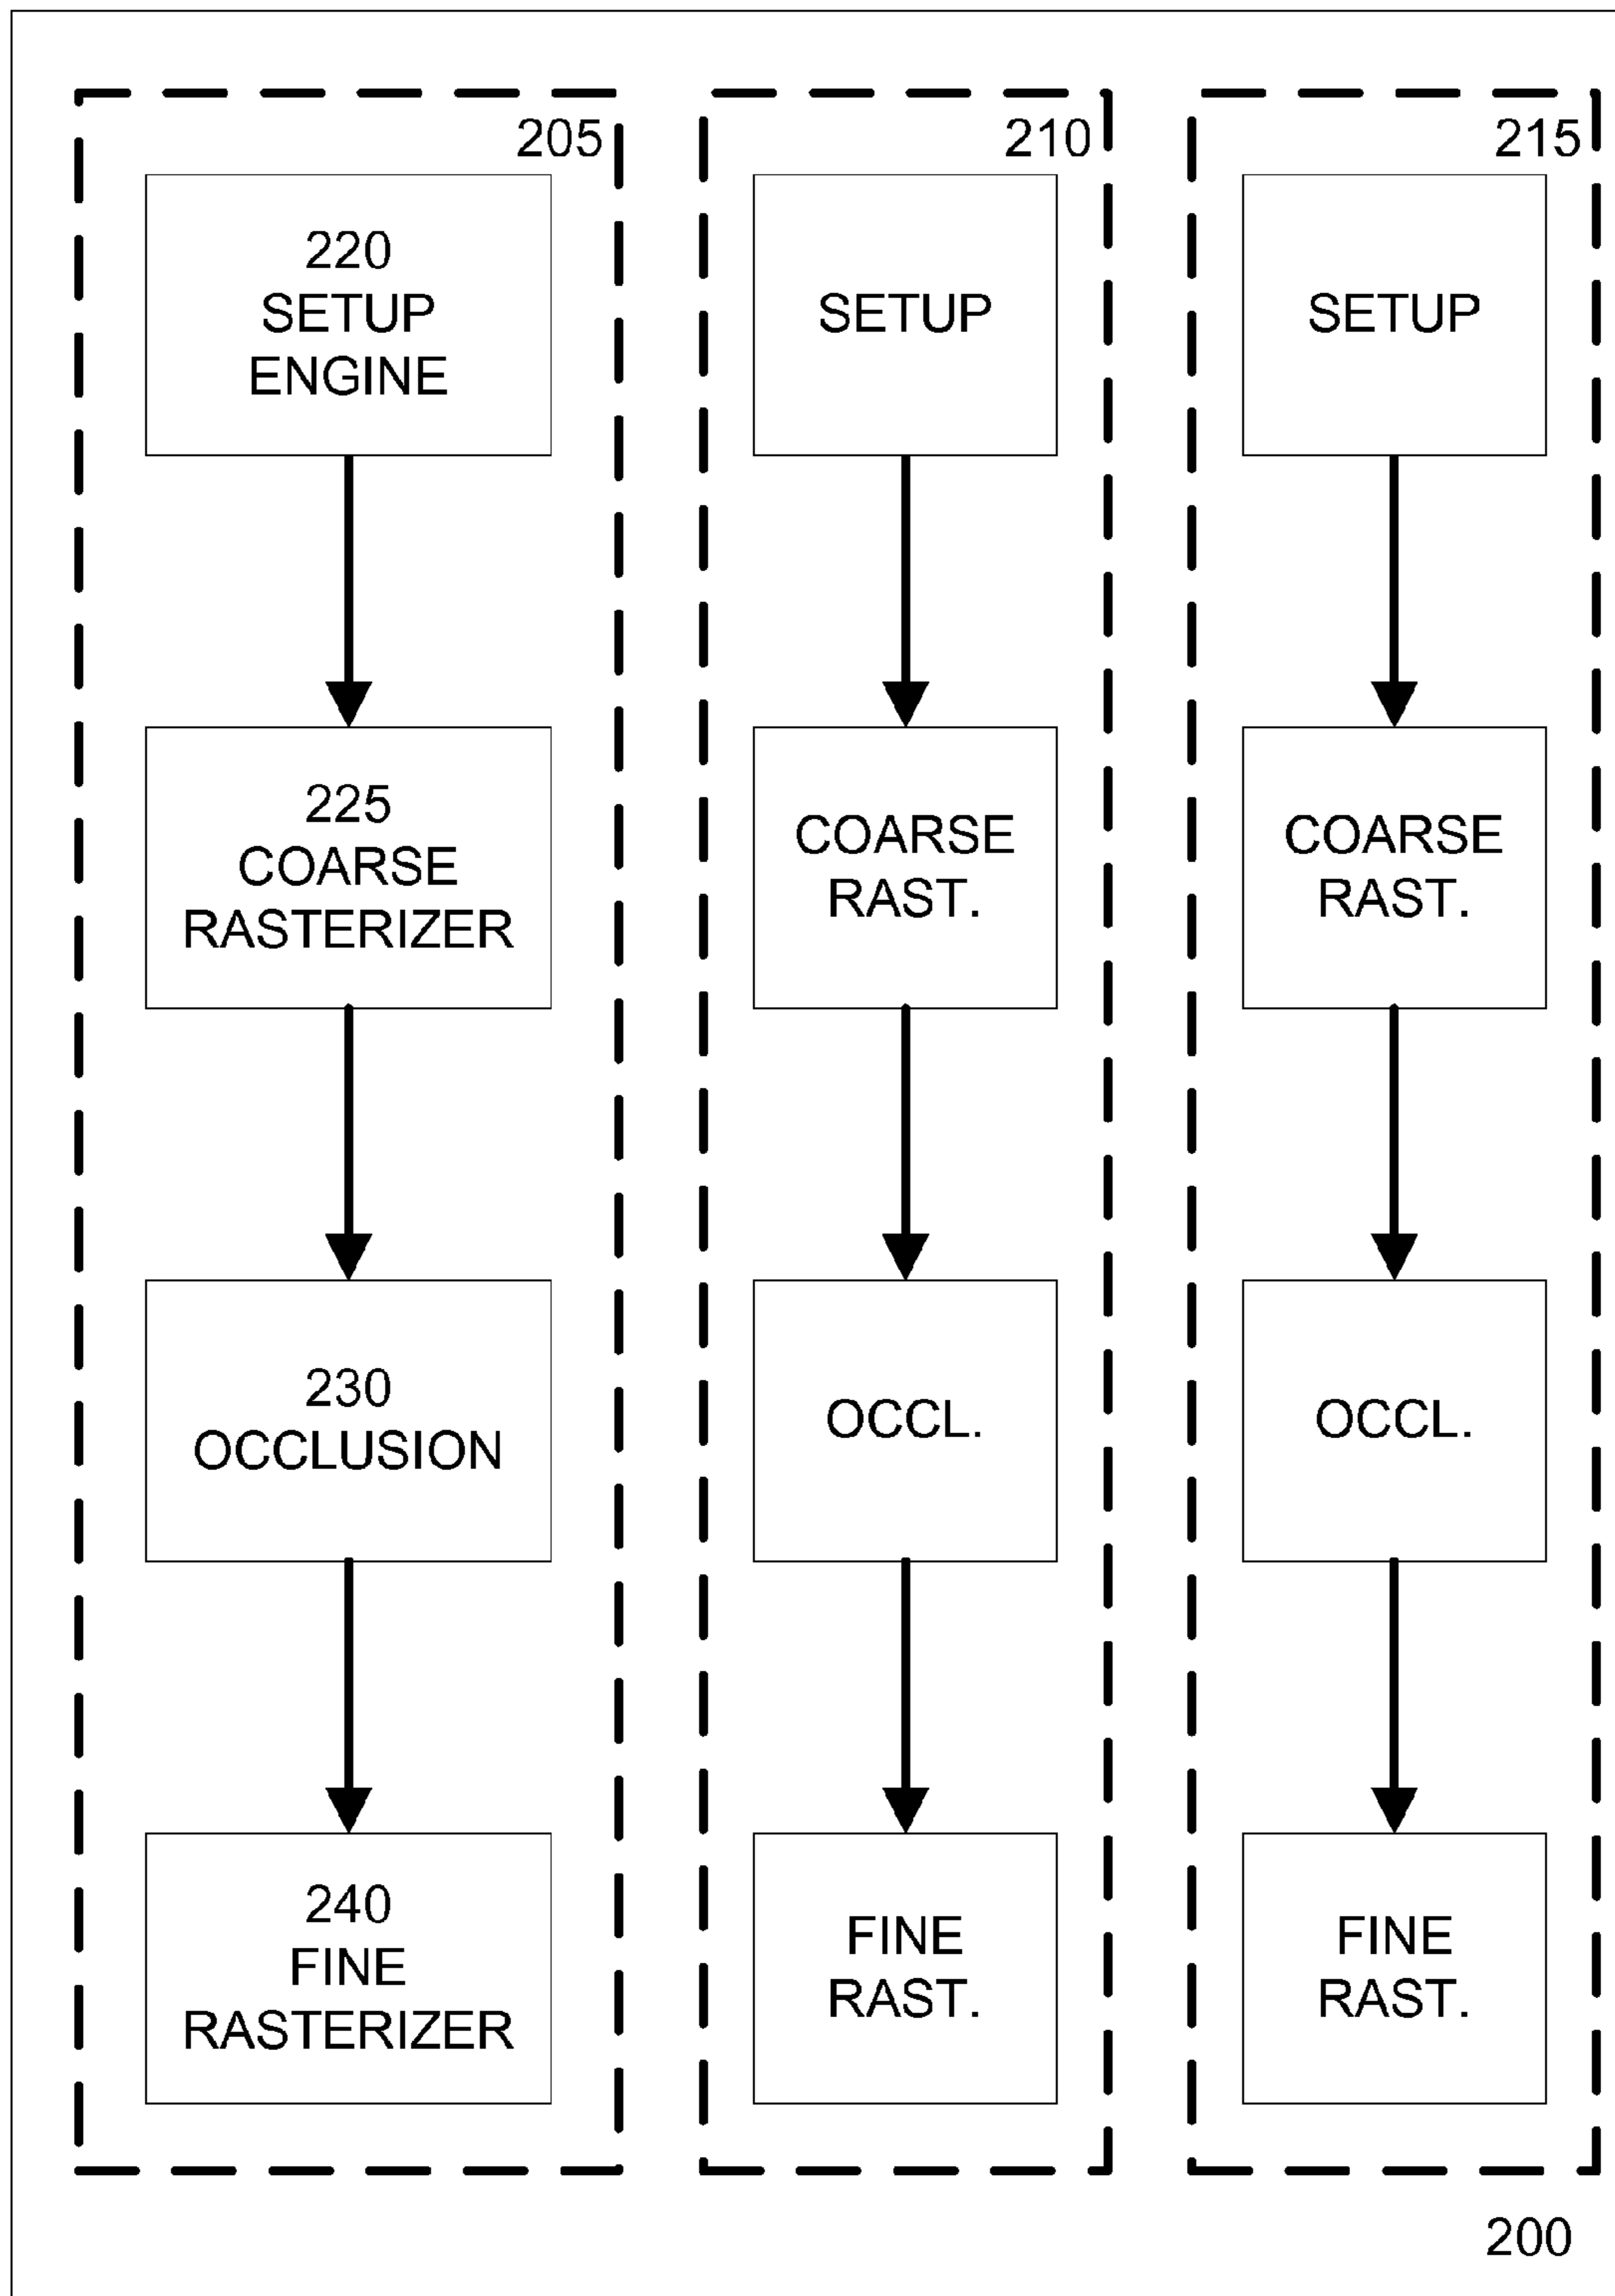 205
220
SETUP
ENGINE
225
COARSE
RASTERIZER
230
OCCLUSION
240
FINE
RASTERIZER
210
SETUP
COARSE
RAST.
OCCL.
FINE
RAST.
215
SETUP
COARSE
RAST.
OCCL.
FINE
RAST.
200